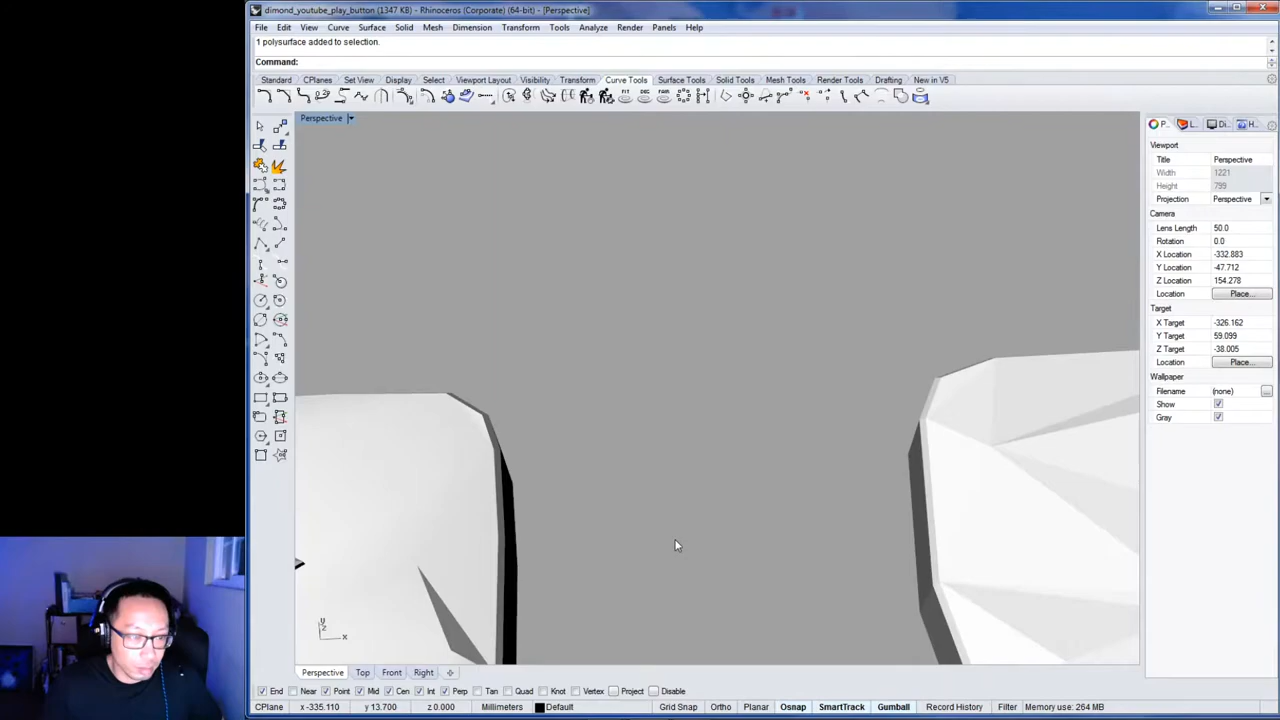 dimond_youtube_play_button (1347 KB) - Rhinoceros (Corporate) (64-bit) - [Perspective]
File Edit View Curve Surface Solid Mesh Dimension Transform Tools Analyze Render Panels Help
1 polysurface added to selection.
Command:
Standard CPlanes Set View Display Select Viewport Layout Visibility Transform Curve Tools Surface Tools Solid Tools Mesh Tools Render Tools Drafting New in V5
Perspective
P... L... Di... H...
Viewport
Title Perspective
Width 1221
Height 799
Projection Perspective
Camera
Lens Length 50.0
Rotation 0.0
X Location -332.883
Y Location -47.712
Z Location 154.278
Location Place...
Target
X Target -326.162
Y Target 59.099
Z Target -38.005
Location Place...
Wallpaper
Filename (none) ...
Show
Gray
y
z x
Perspective Top Front Right
End Near Point Mid Cen Int Perp Tan Quad Knot Vertex Project Disable
CPlane x -335.110 y 13.700 z 0.000 Millimeters Default Grid Snap Ortho Planar Osnap SmartTrack Gumball Record History Filter Memory use: 264 MB